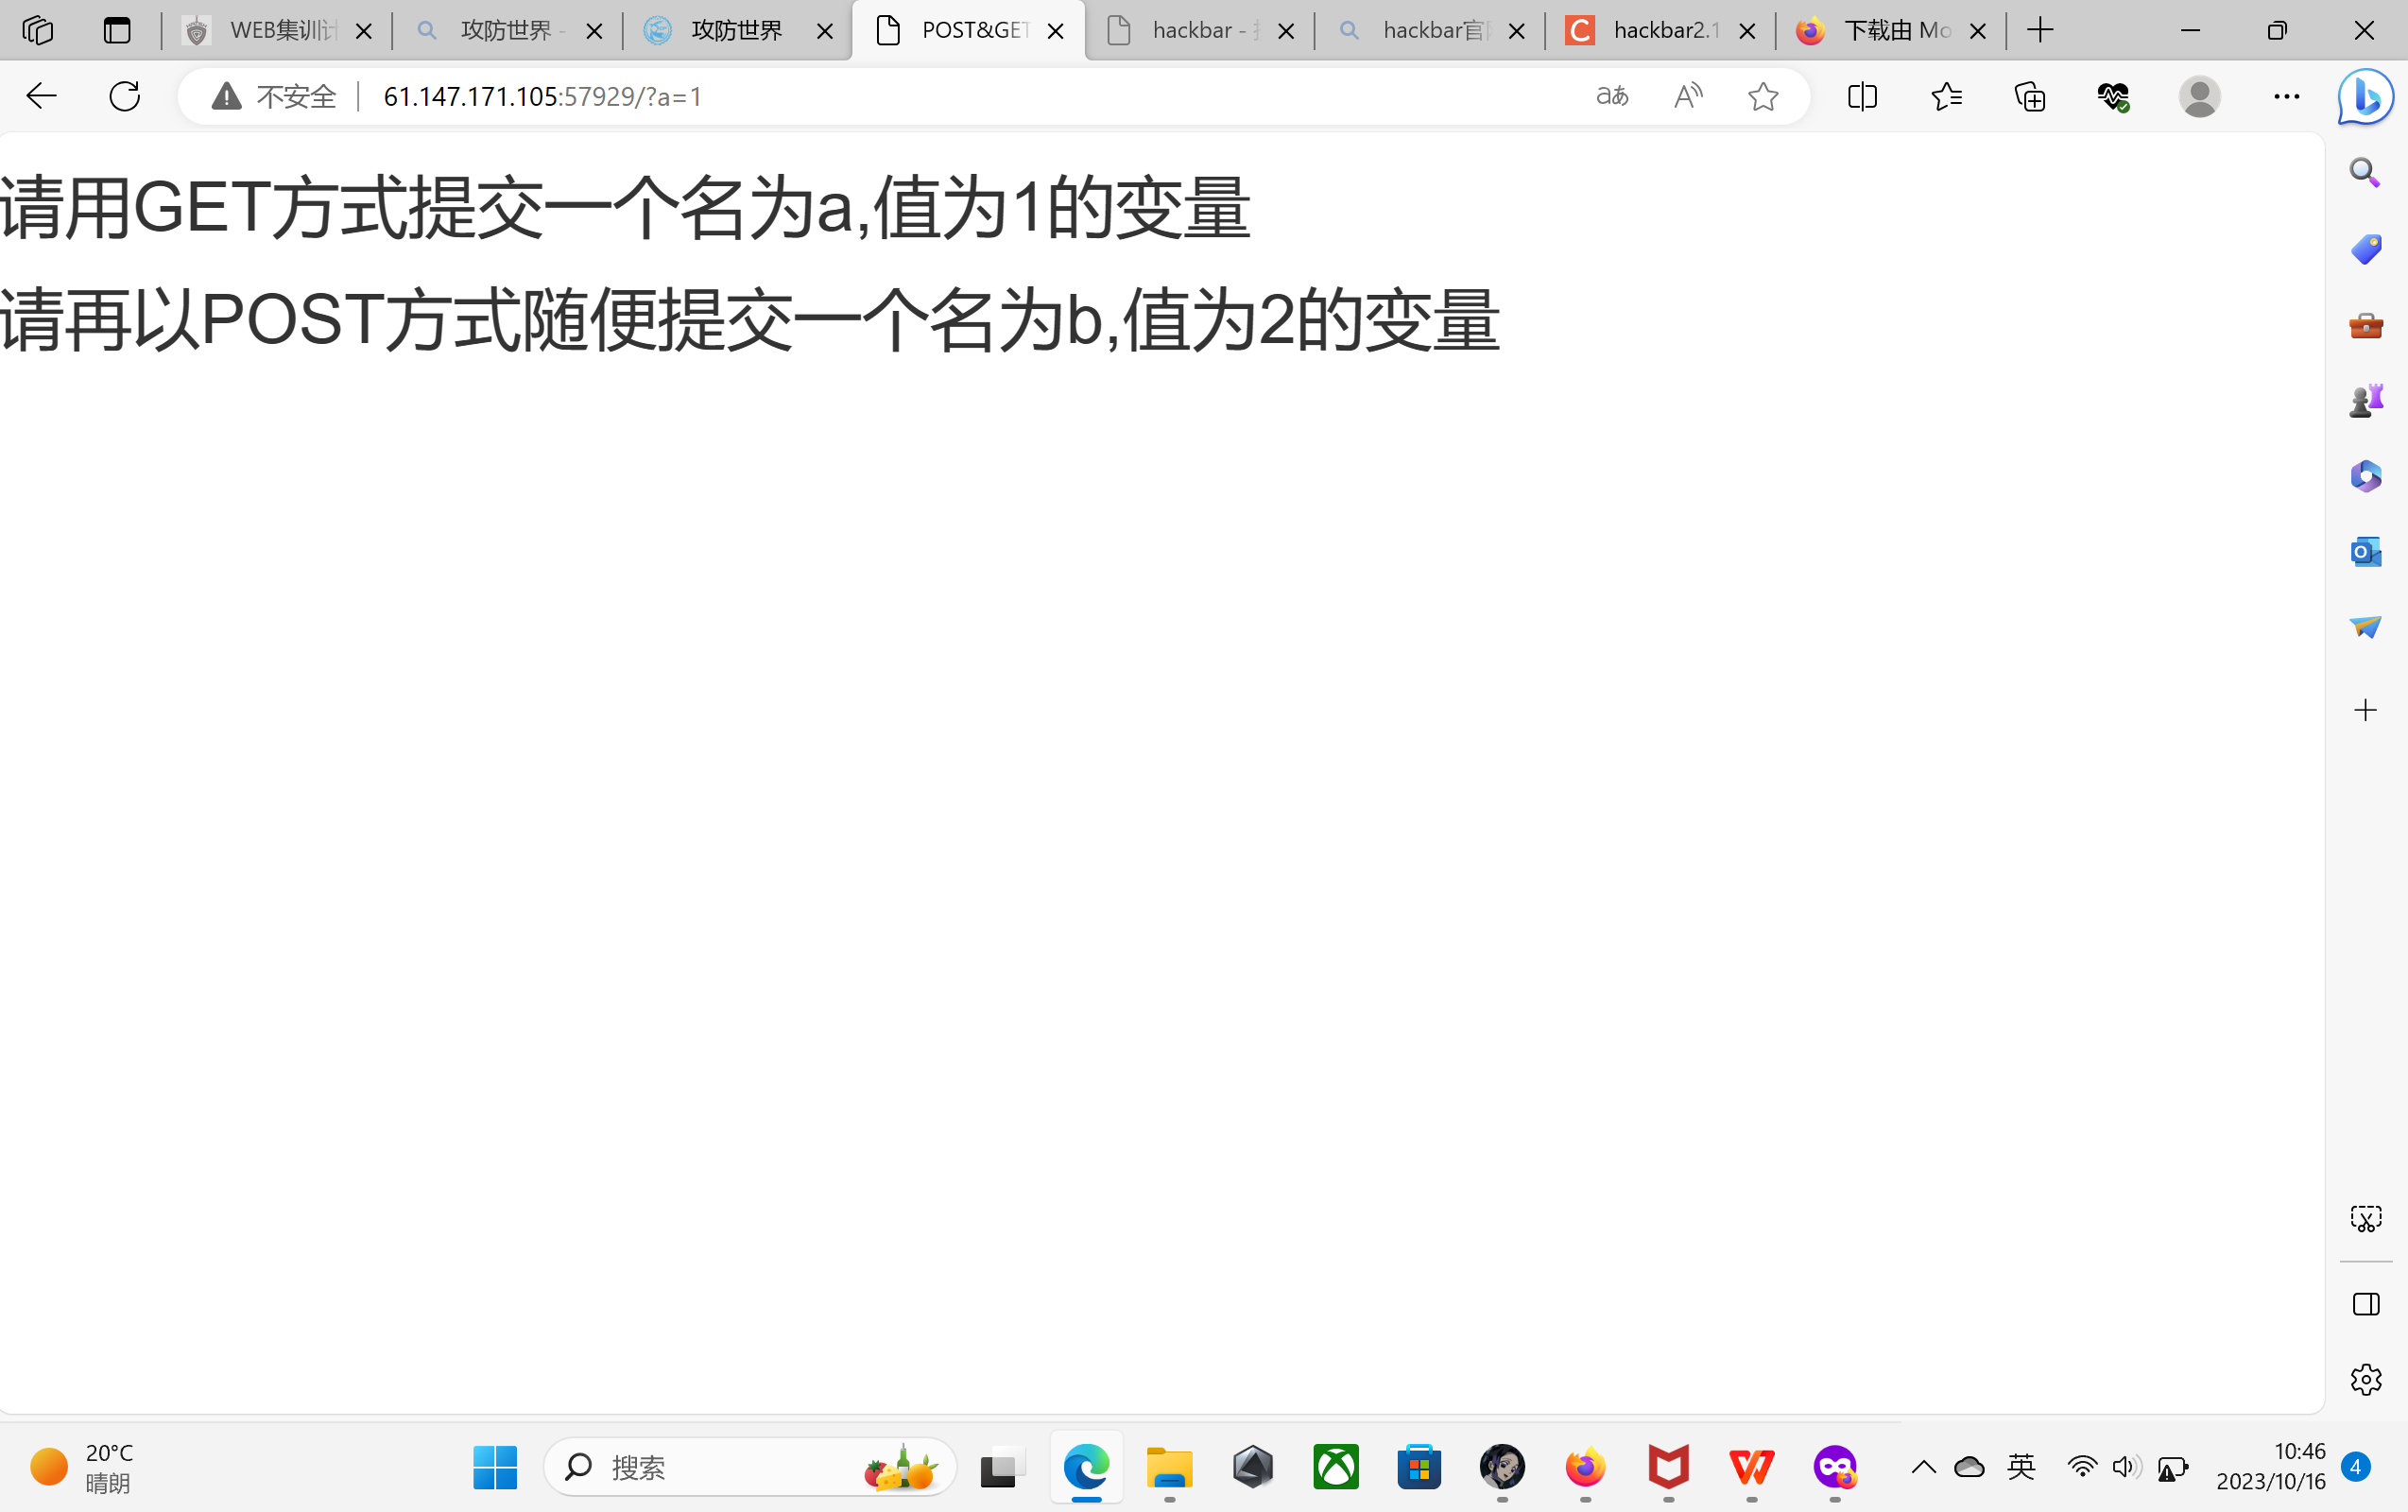 WEB集训
攻防世界 -
攻防世界
POST&GET
hackbar -
hackbar官
hackbar2.1
下载由 Mo
不安全
61.147.171.105:57929/?a=1
请用GET方式提交一个名为a,值为1的变量
请再以POST方式随便提交一个名为b,值为2的变量
20°C
晴朗
搜索
英
10:46
2023/10/16
4